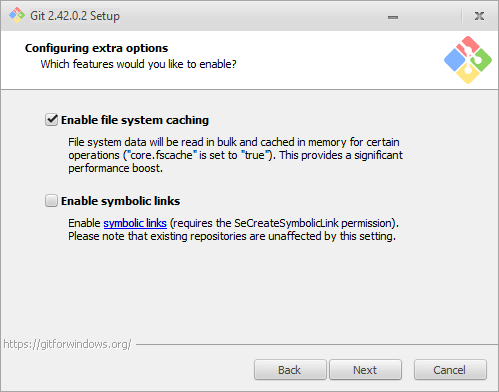 Git 2.42.0.2 Setup
Configuring extra options
Which features would you like to enable?
Enable file system caching
File system data will be read in bulk and cached in memory for certain
operations ("core.fscache" is set to "true"). This provides a significant
performance boost.
Enable symbolic links
Enable symbolic links (requires the SeCreateSymbolicLink permission).
Please note that existing repositories are unaffected by this setting.
https://gitforwindows.org/
Back Next Cancel